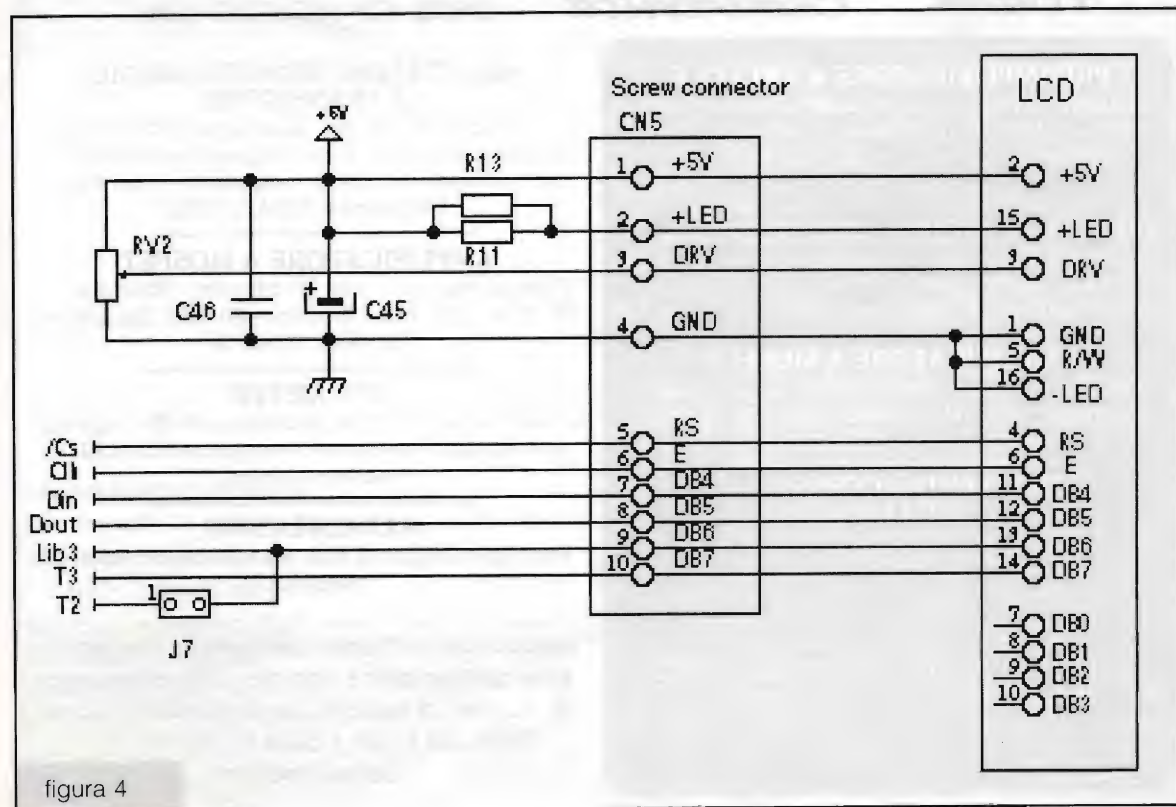 Screw connector
CN5
LCD
+5V
R13
R11
RV2
C46
C45
1 +5V
2 +LED
3 DRV
4 GND
5 RS
6 E
7 DB4
8 DB5
9 DB6
10 DB7
2 +5V
15 +LED
3 DRV
1 GND
5 R/W
16 -LED
4 RS
6 E
11 DB4
12 DB5
13 DB6
14 DB7
7 DB0
8 DB1
9 DB2
10 DB3
/Cs
Clk
Din
Dout
Lib3
T3
T2
1
J7
figura 4